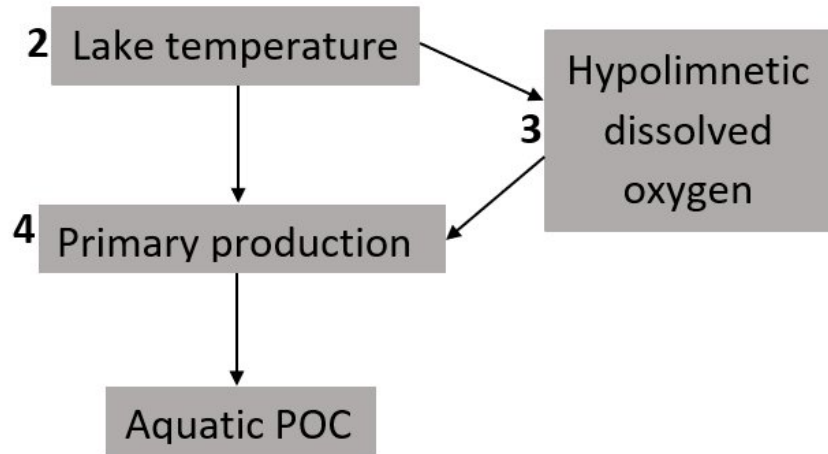 2 Lake temperature
Hypolimnetic
3 dissolved
oxygen
4 Primary production
Aquatic POC